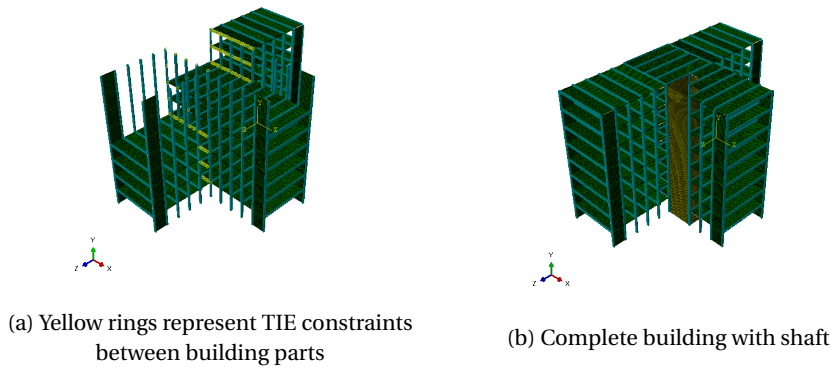 Y
Z X
Y
Z X
Y
Z X
Y
Z X
(a) Yellow rings represent TIE constraints
between building parts
(b) Complete building with shaft